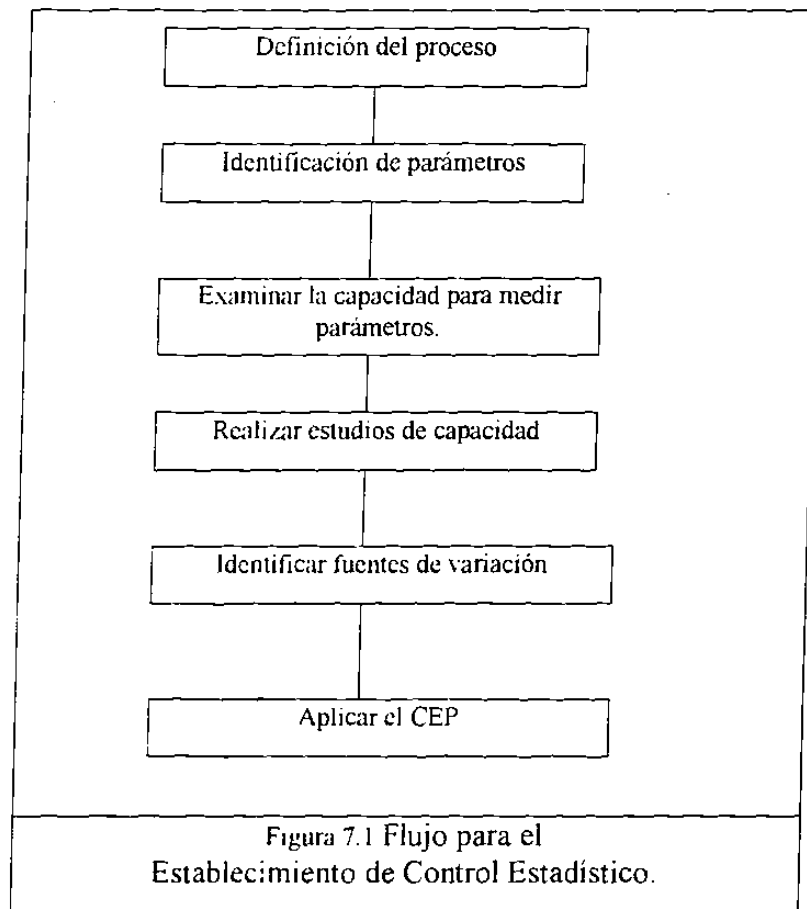 Definición del proceso
Identificación de parámetros
Examinar la capacidad para medir
parámetros.
Realizar estudios de capacidad
Identificar fuentes de variación
Aplicar el CEP
Figura 7.1 Flujo para el
Establecimiento de Control Estadístico.